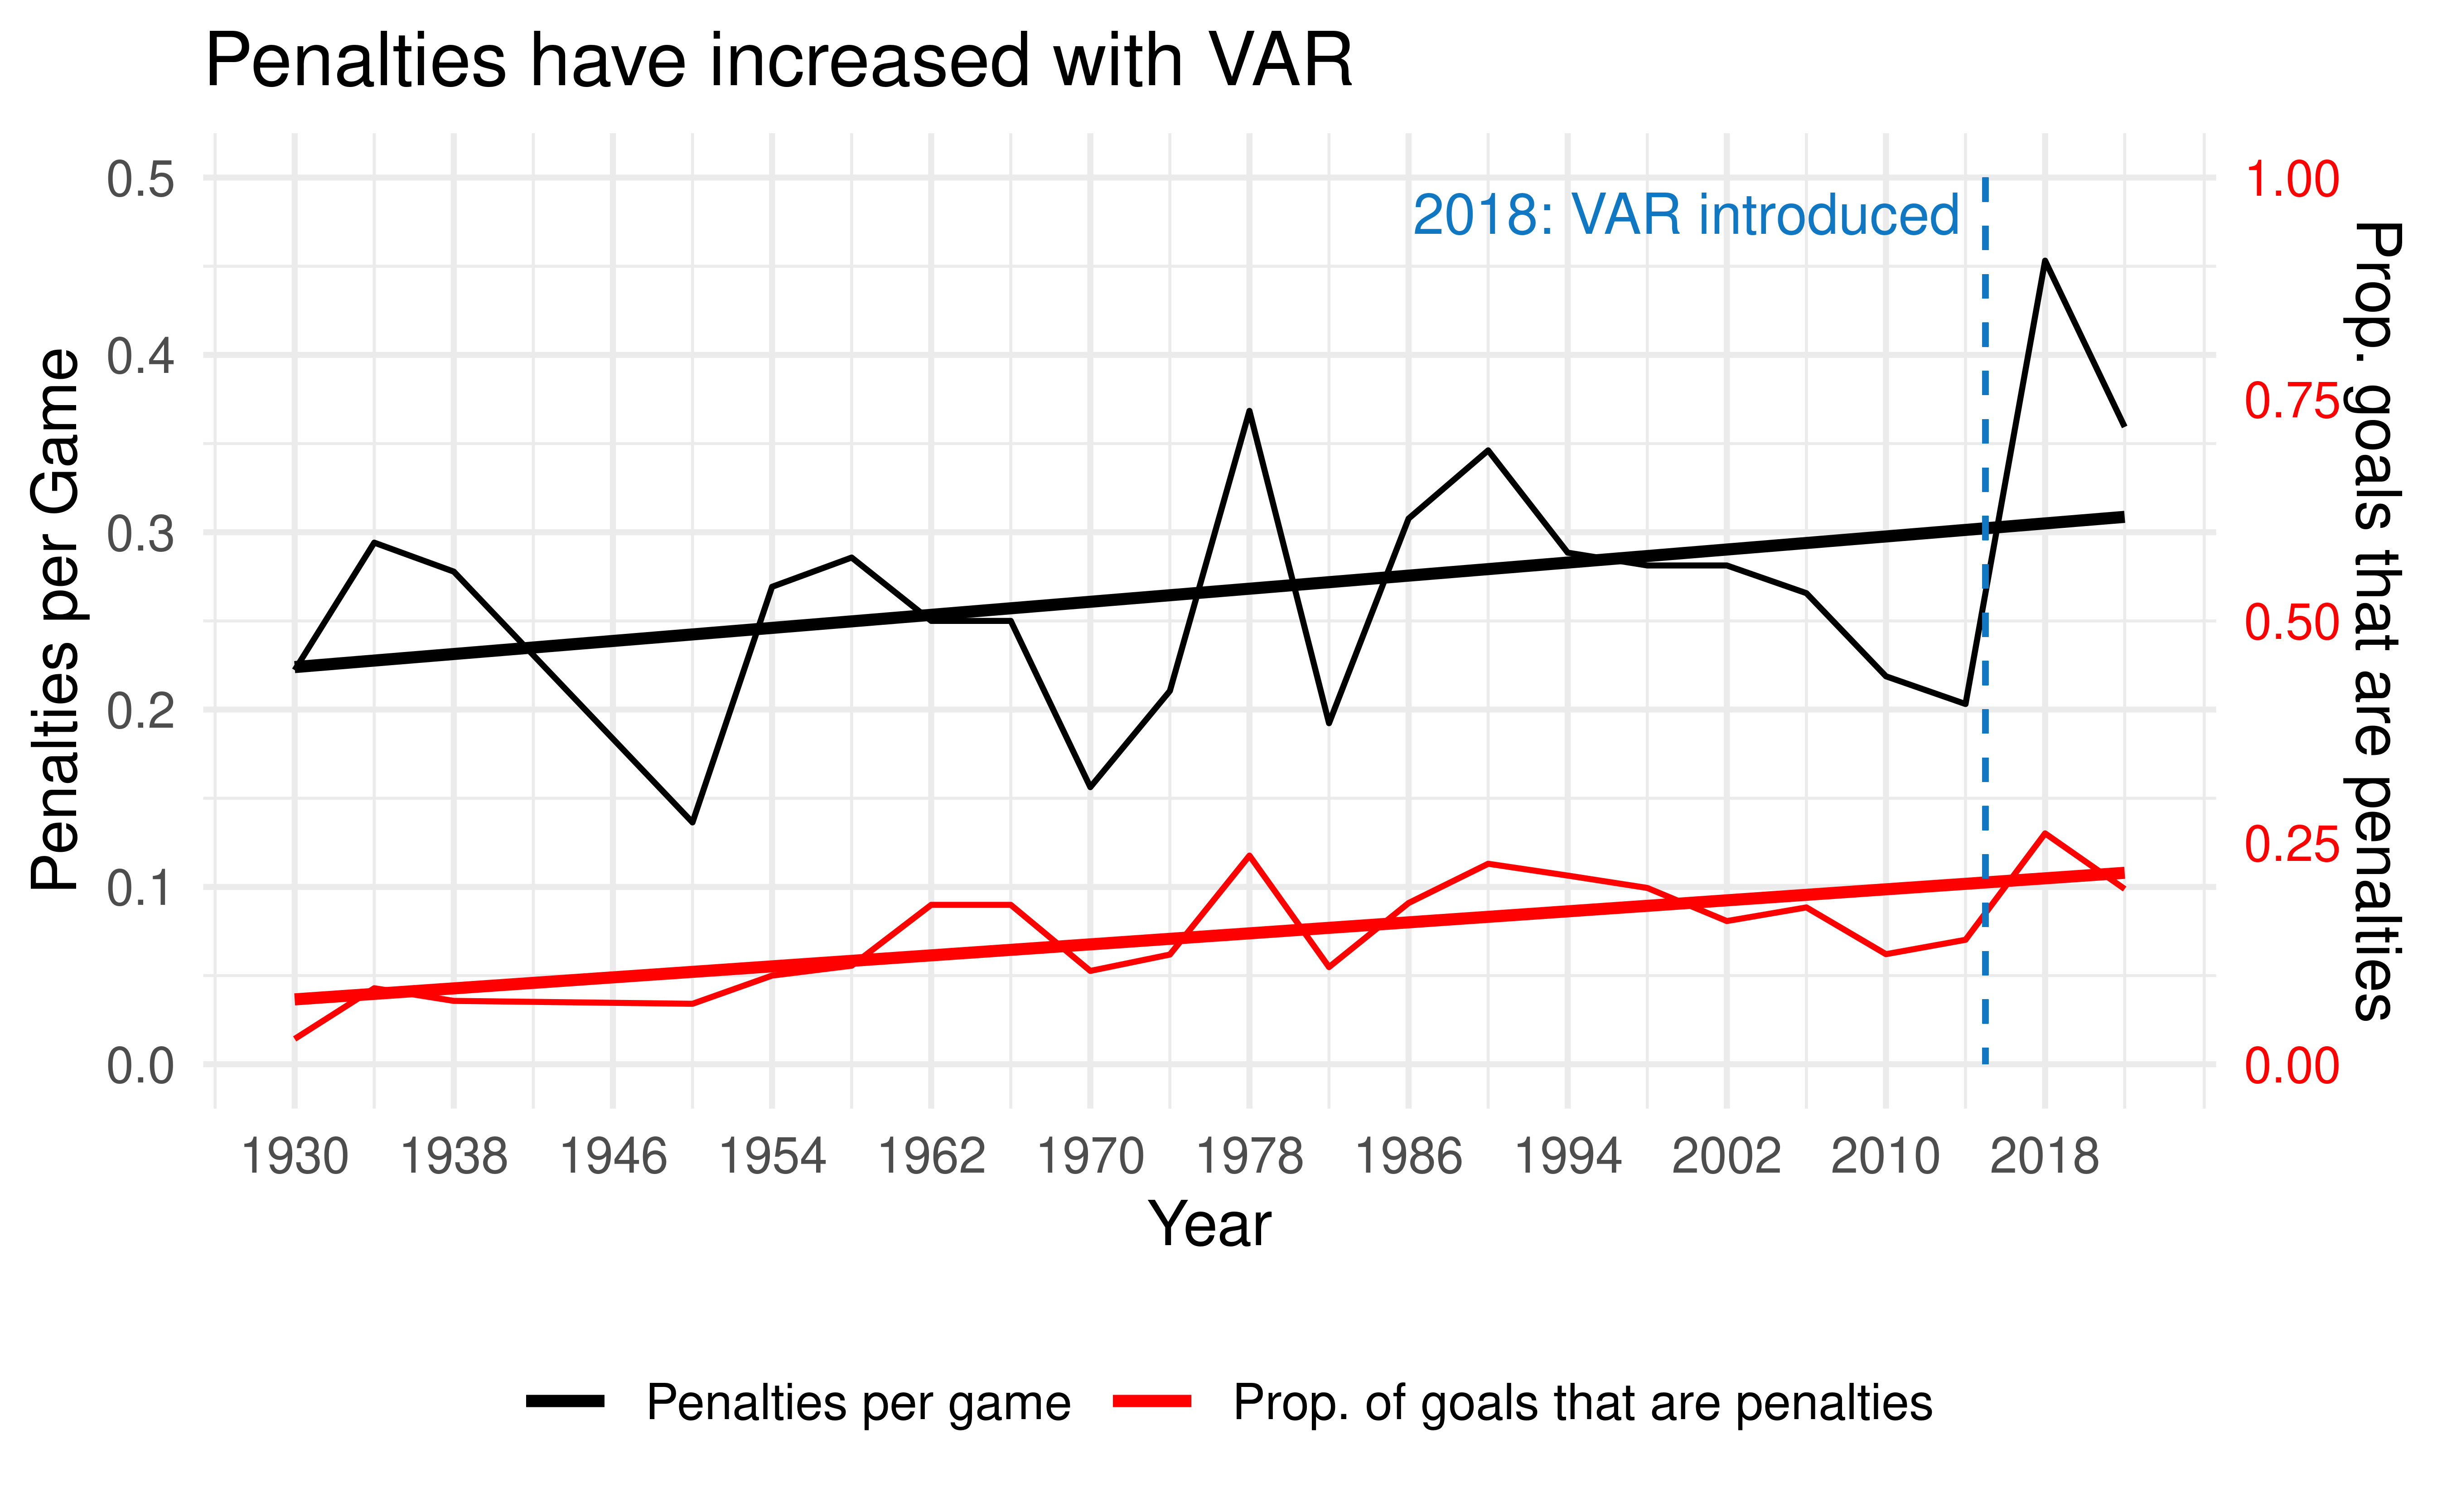 Penalties have increased with VAR
0.5
0.4
0.3
0.2
0.1
0.0
Penalties per Game
2018: VAR introduced
1.00
0.75
0.50
0.25
0.00
Prop. goals that are penalties
1930 1938 1946 1954 1962 1970 1978 1986 1994 2002 2010 2018
Year
Penalties per game Prop. of goals that are penalties